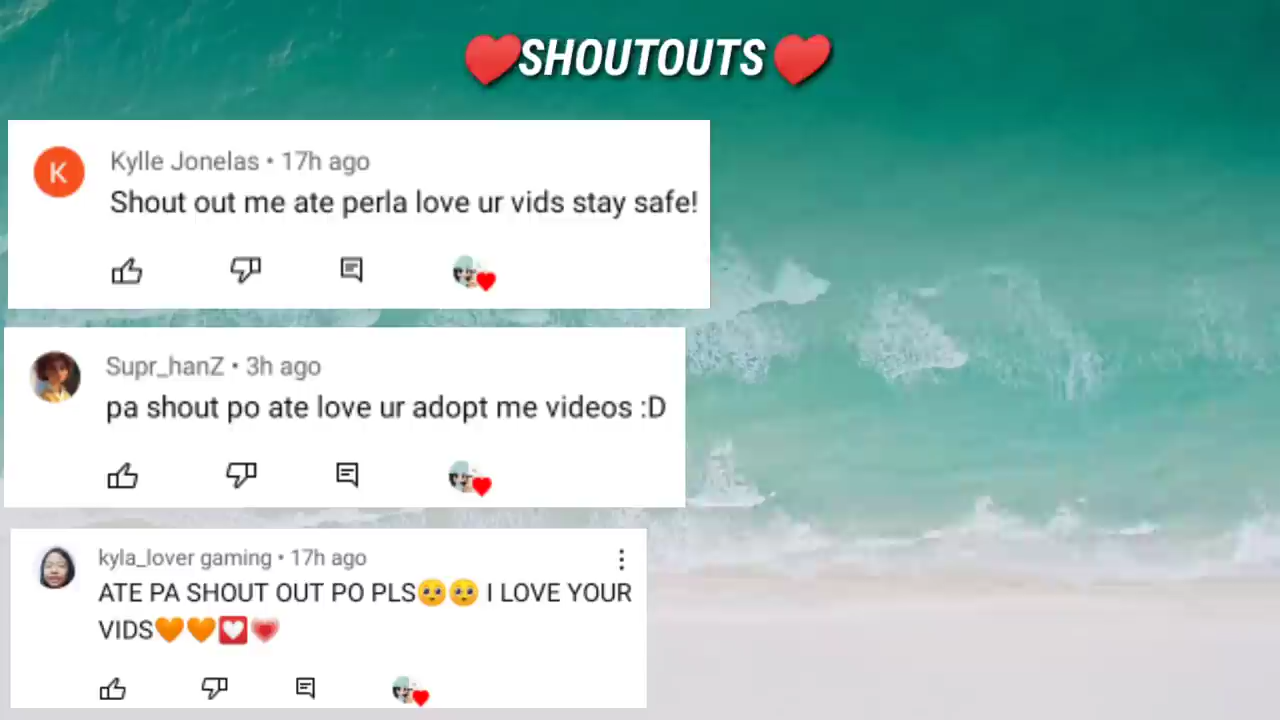 ♥️SHOUTOUTS♥️
K
Kylle Jonelas • 17h ago
Shout out me ate perla love ur vids stay safe!
Supr_hanZ • 3h ago
pa shout po ate love ur adopt me videos :D
kyla_lover gaming • 17h ago
ATE PA SHOUT OUT PO PLS🥺🥺 I LOVE YOUR
VIDS🧡🧡💟💗